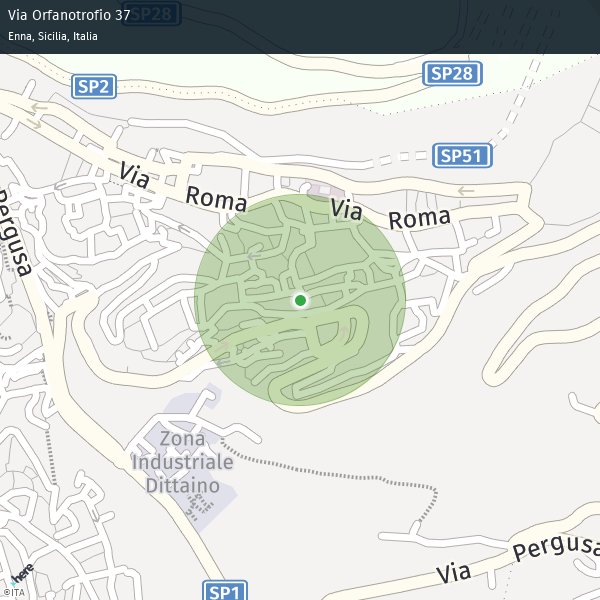 Via Orfanotrofio 37
SP28
Enna, Sicilia, Italia
SP28
SP2
SP51
Via
Roma
Via
Roma
Pergusa
Zona
Industriale
Dittaino
Via
Pergusa
SP1
here
©ITA